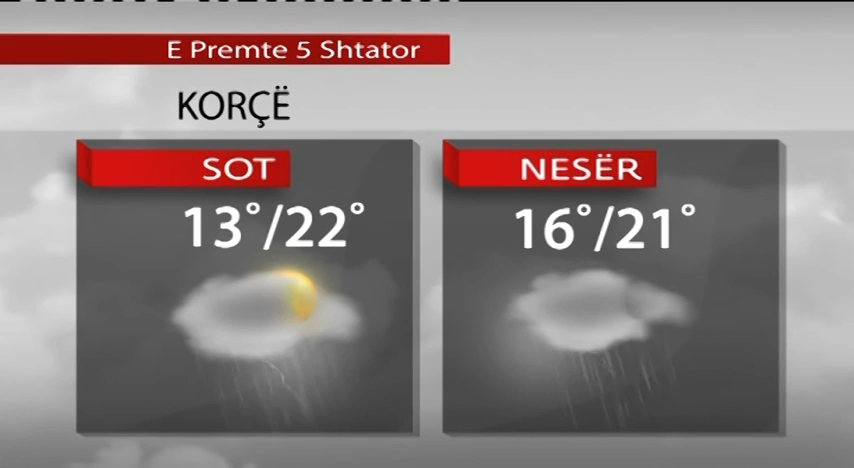 E Premte 5 Shtator
KORÇË
SOT
13°/22°
NESËR
16°/21°